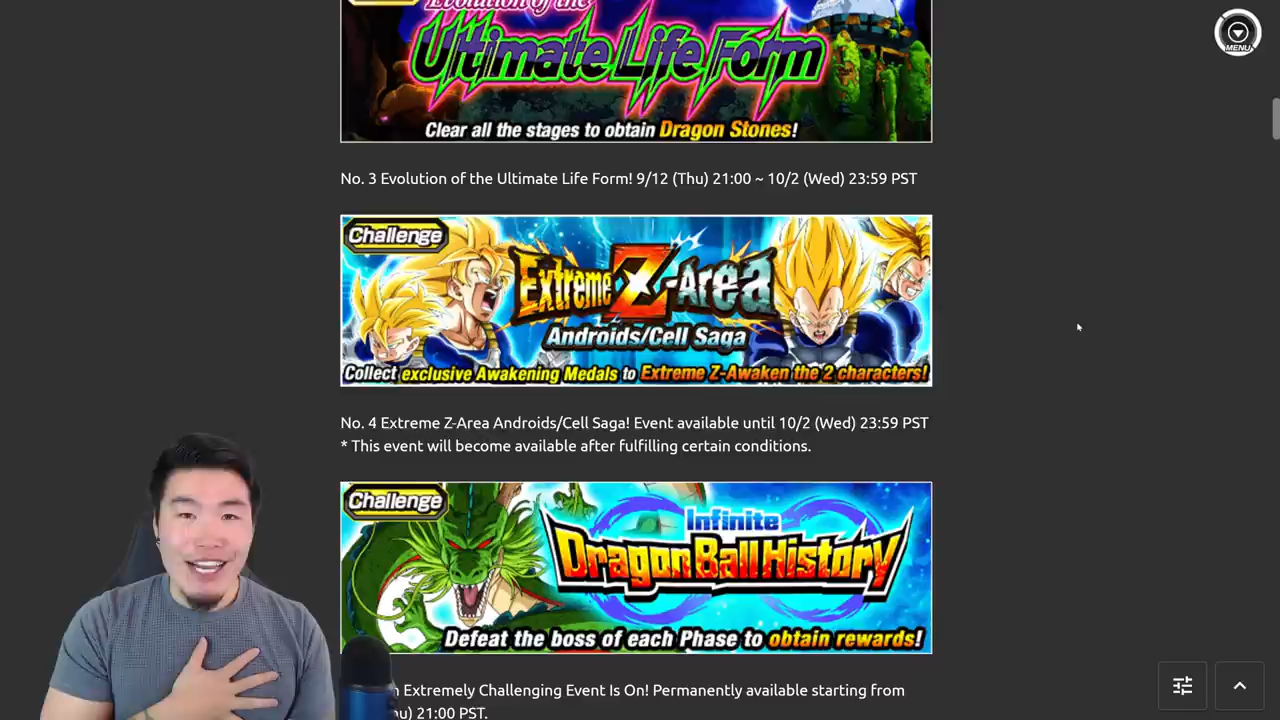 Evolution of the
Ultimate Life Form
Clear all the stages to obtain Dragon Stones!
MENU
No. 3 Evolution of the Ultimate Life Form! 9/12 (Thu) 21:00 ~ 10/2 (Wed) 23:59 PST
Challenge
Extreme Z-Area
Androids/Cell Saga
Collect exclusive Awakening Medals to Extreme Z-Awaken the 2 characters!
No. 4 Extreme Z-Area Androids/Cell Saga! Event available until 10/2 (Wed) 23:59 PST
* This event will become available after fulfilling certain conditions.
Challenge
Infinite
Dragon Ball History
Defeat the boss of each Phase to obtain rewards!
Extremely Challenging Event Is On! Permanently available starting from
21:00 PST.